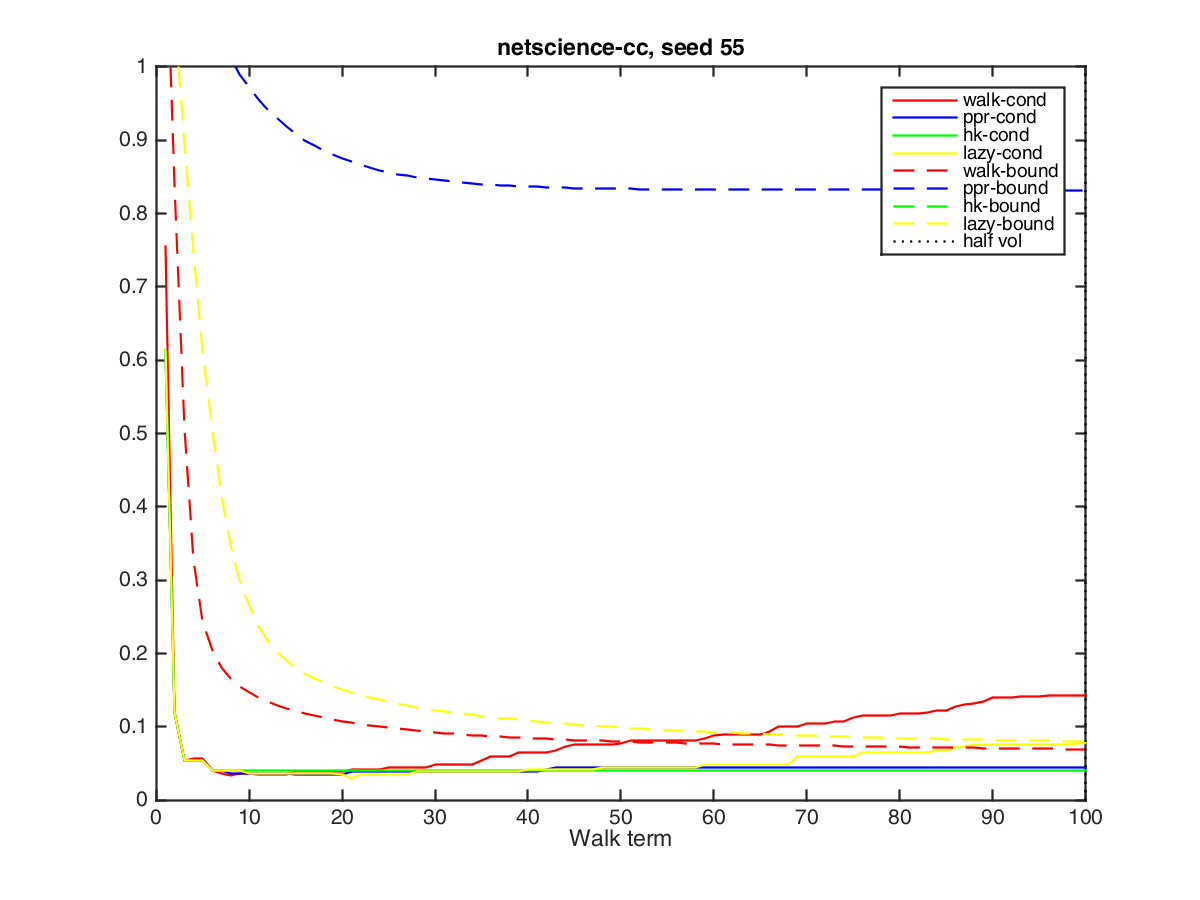 netscience-cc, seed 55
1
0.9
0.8
0.7
0.6
0.5
0.4
0.3
0.2
0.1
0
walk-cond
ppr-cond
hk-cond
lazy-cond
walk-bound
ppr-bound
hk-bound
lazy-bound
half vol
0 10 20 30 40 50 60 70 80 90 100
Walk term